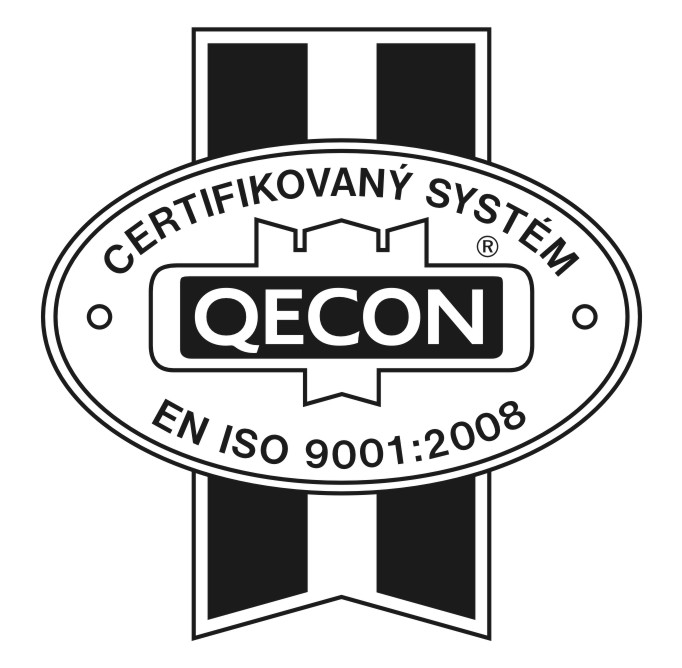 CERTIFIKOVANÝ SYSTÉM
®
QECON
EN ISO 9001:2008